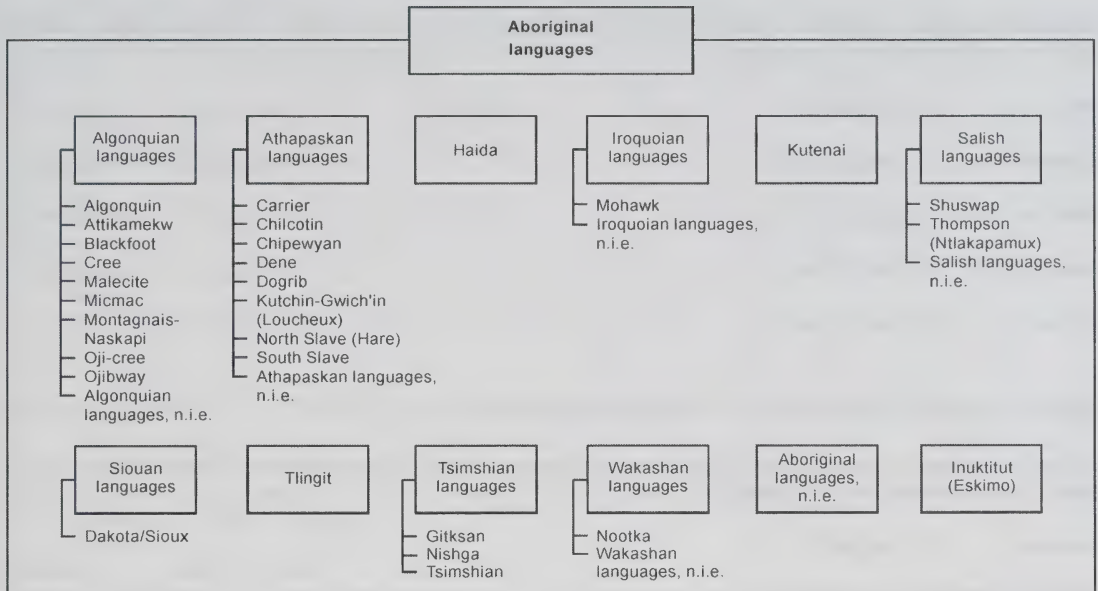 Aboriginal
languages
Algonquian
languages
Algonquin
Attikamekw
Blackfoot
Cree
Malecite
Micmac
Montagnais-
Naskapi
Oji-cree
Ojibway
Algonquian
languages, n.i.e.
Athapaskan
languages
Carrier
Chilcotin
Chipewyan
Dene
Dogrib
Kutchin-Gwich'in
(Loucheux)
North Slave (Hare)
South Slave
Athapaskan languages,
n.i.e.
Haida
Iroquoian
languages
Mohawk
Iroquoian languages,
n.i.e.
Kutenai
Salish
languages
Shuswap
Thompson
(Ntlakapamux)
Salish languages,
n.i.e.
Siouan
languages
Dakota/Sioux
Tlingit
Tsimshian
languages
Gitksan
Nishga
Tsimshian
Wakashan
languages
Nootka
Wakashan
languages, n.i.e.
Aboriginal
languages,
n.i.e.
Inuktitut
(Eskimo)